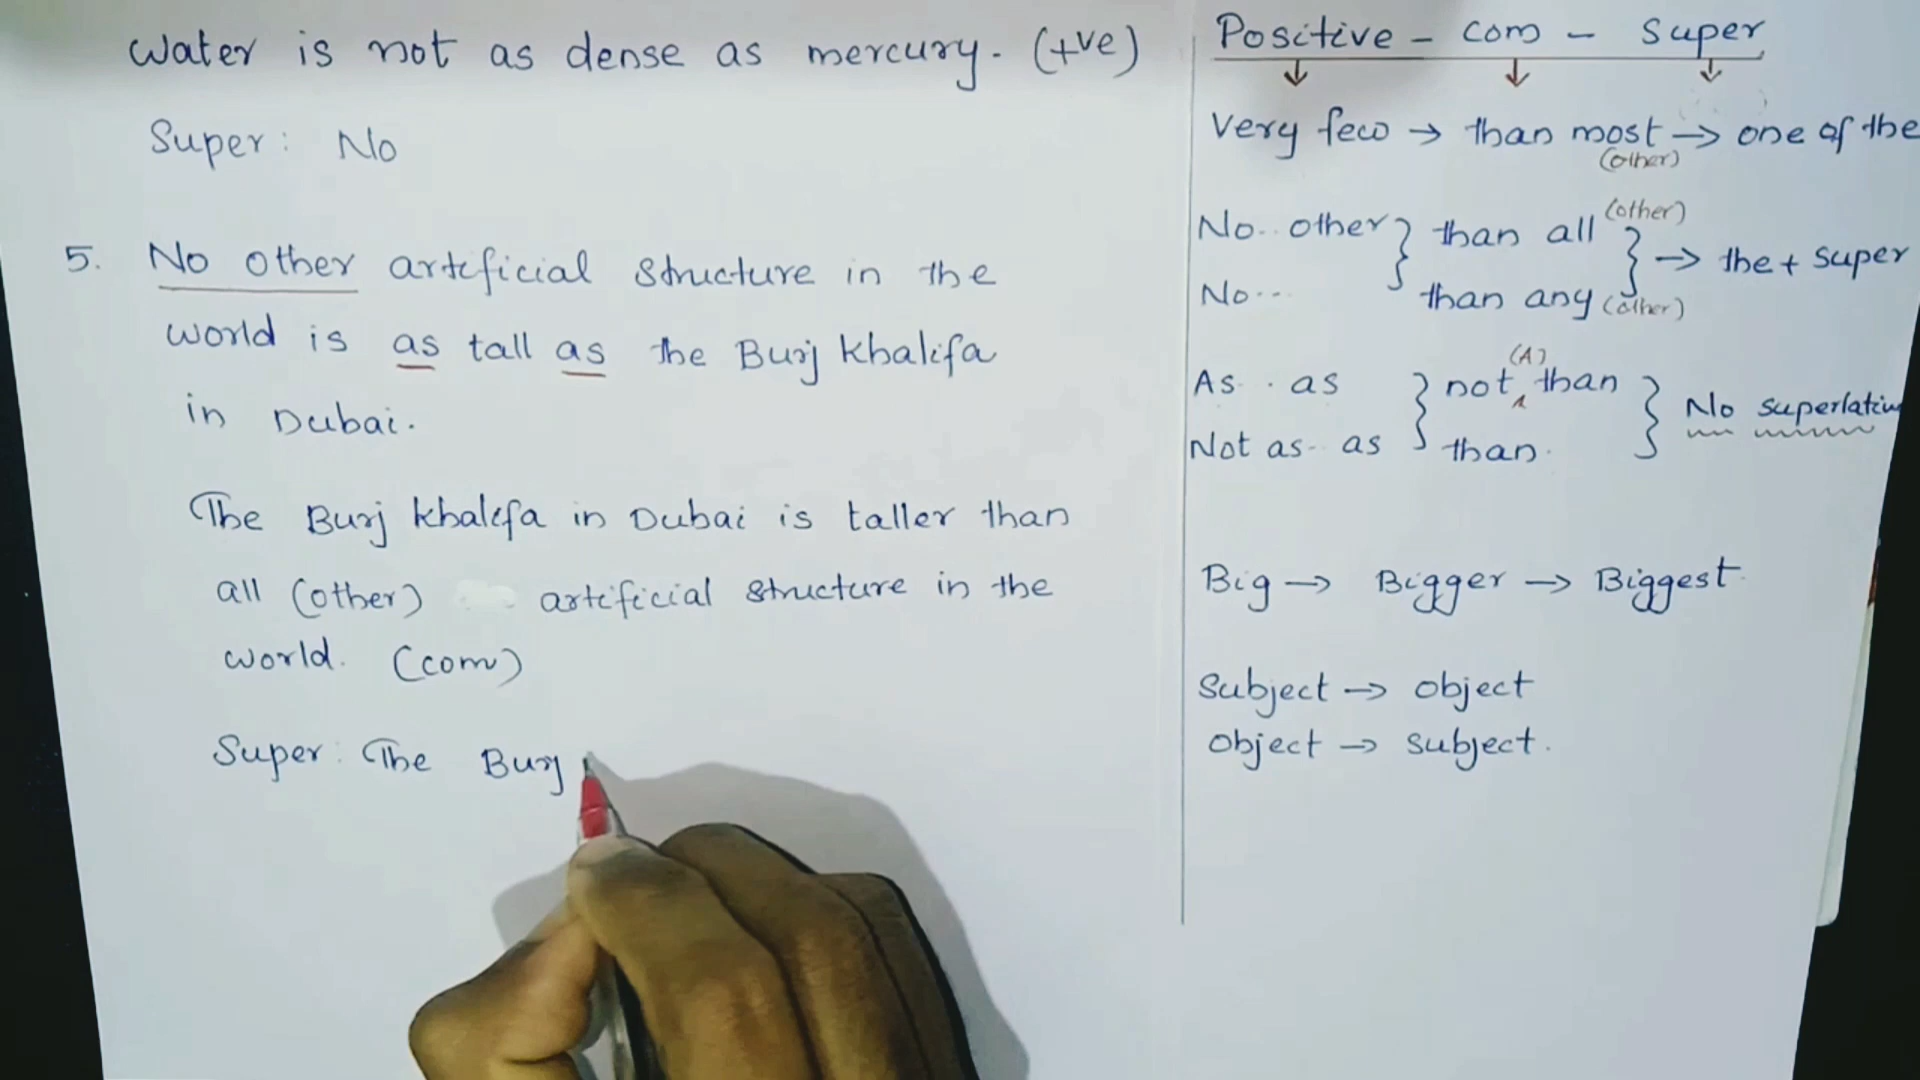 Water is not as dense as mercury. (+ve)
Super: No
5. No other artificial structure in the
world is as tall as the Burj Khalifa
in Dubai.
The Burj Khalifa in Dubai is taller than
all (other) artificial structure in the
world. (com)
Super: The Burj
Positive - com - super
Very few → than most → one of the
(other)
No.. other } than all (other) } → the + super
No... than any (other)
As . as } not (A) than } No superlative
Not as.. as than.
Big → Bigger → Biggest.
Subject → object
object → subject.